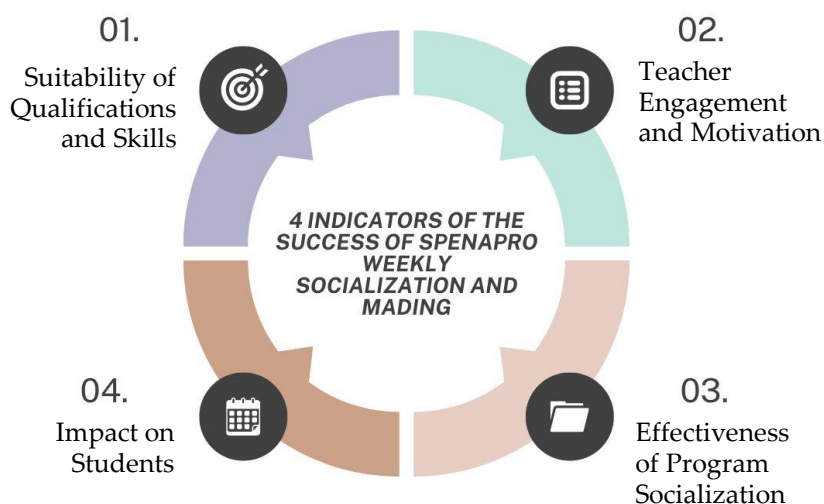 01.
Suitability of
Qualifications
and Skills
02.
Teacher
Engagement
and Motivation
4 INDICATORS OF THE
SUCCESS OF SPENAPRO
WEEKLY
SOCIALIZATION AND
MADING
04.
Impact on
Students
03.
Effectiveness
of Program
Socialization